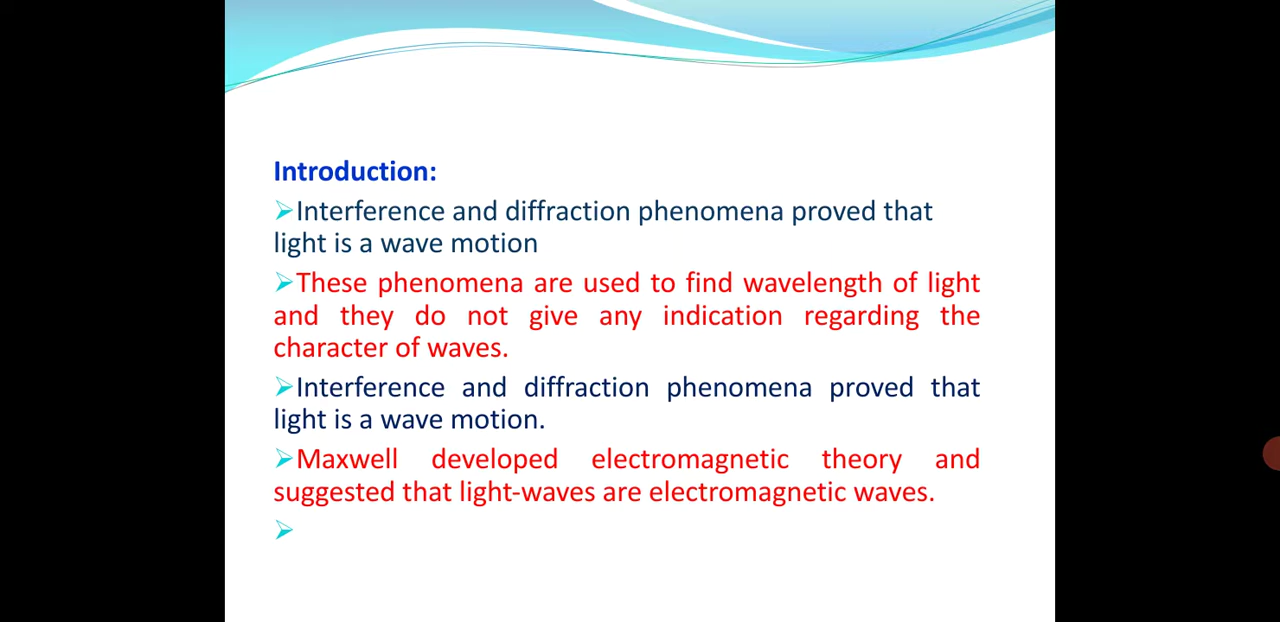 Introduction:
➢Interference and diffraction phenomena proved that
light is a wave motion
➢These phenomena are used to find wavelength of light
and they do not give any indication regarding the
character of waves.
➢Interference and diffraction phenomena proved that
light is a wave motion.
➢Maxwell developed electromagnetic theory and
suggested that light-waves are electromagnetic waves.
➢